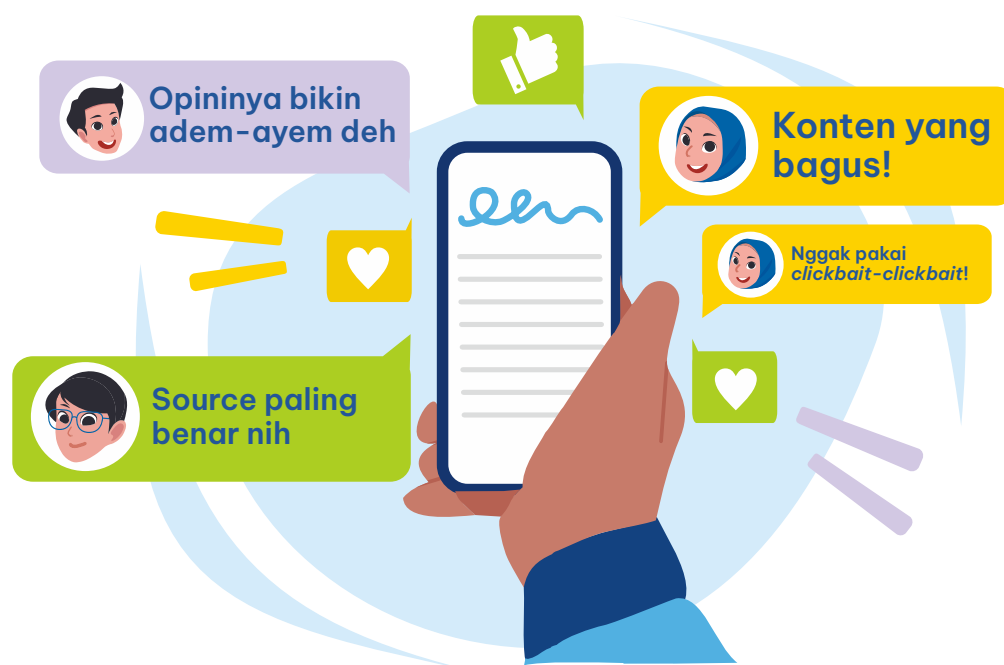 Opininya bikin
adem-ayem deh
Konten yang
bagus!
Nggak pakai
clickbait-clickbait!
Source paling
benar nih